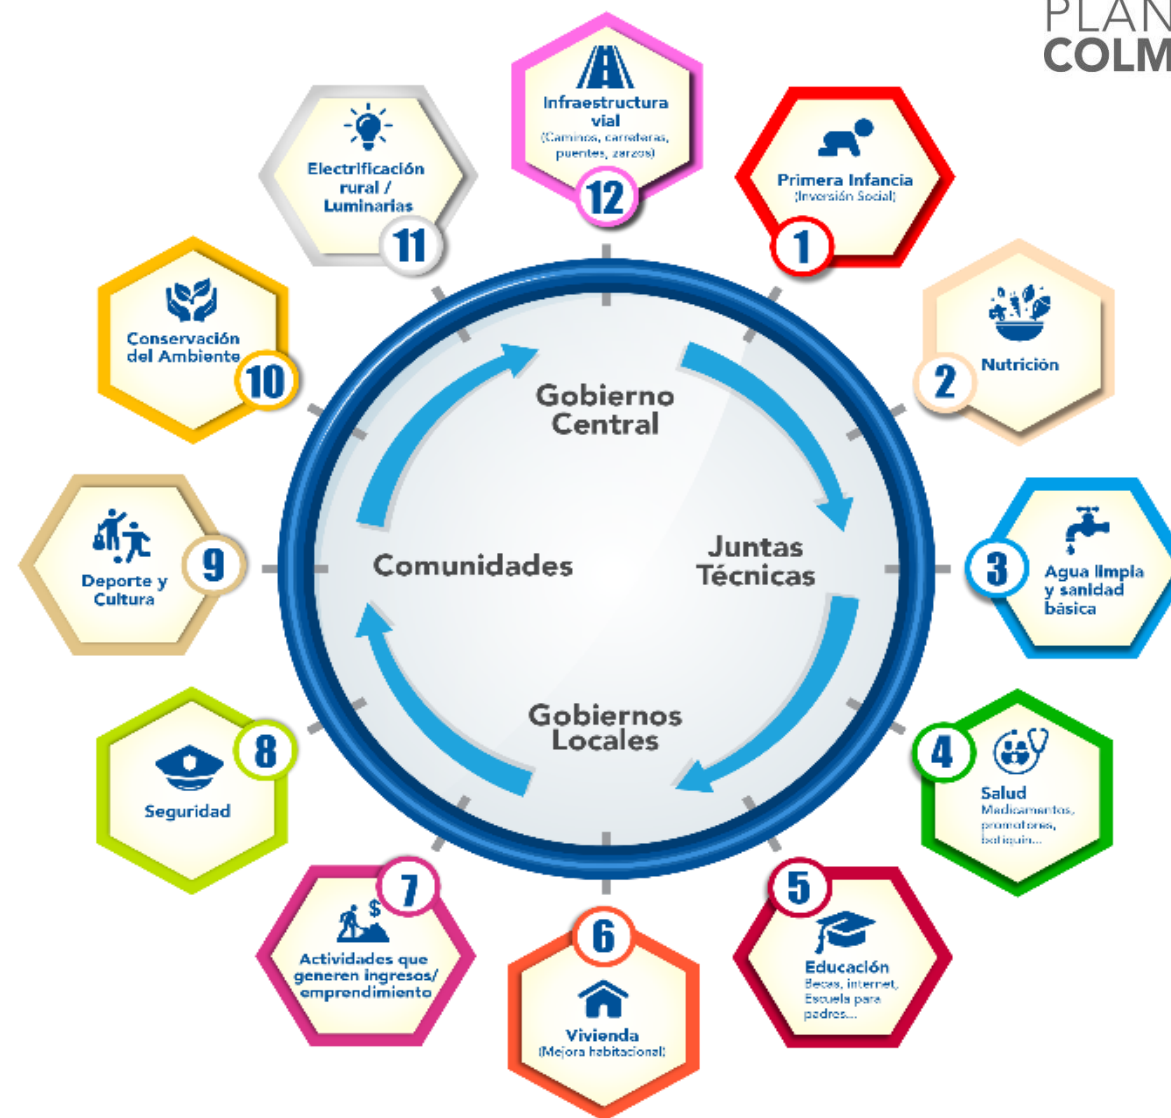 PLAN
COLM
Infraestructura
vial
(Caminos, carreteras,
puentes, zarzos)
12
Primera Infancia
(Inversión Social)
1
Nutrición
2
Agua limpia
y sanidad
básica
3
Salud
Medicamentos,
promotores,
botiquín...
4
Educación
Becas, internet,
Escuela para
padres...
5
6
Vivienda
(Mejora habitacional)
7
$
Actividades que
generen ingresos/
emprendimiento
8
Seguridad
9
Deporte y
Cultura
Conservación
del Ambiente
10
Electrificación
rural /
Luminarias
11
Gobierno
Central
Juntas
Técnicas
Gobiernos
Locales
Comunidades